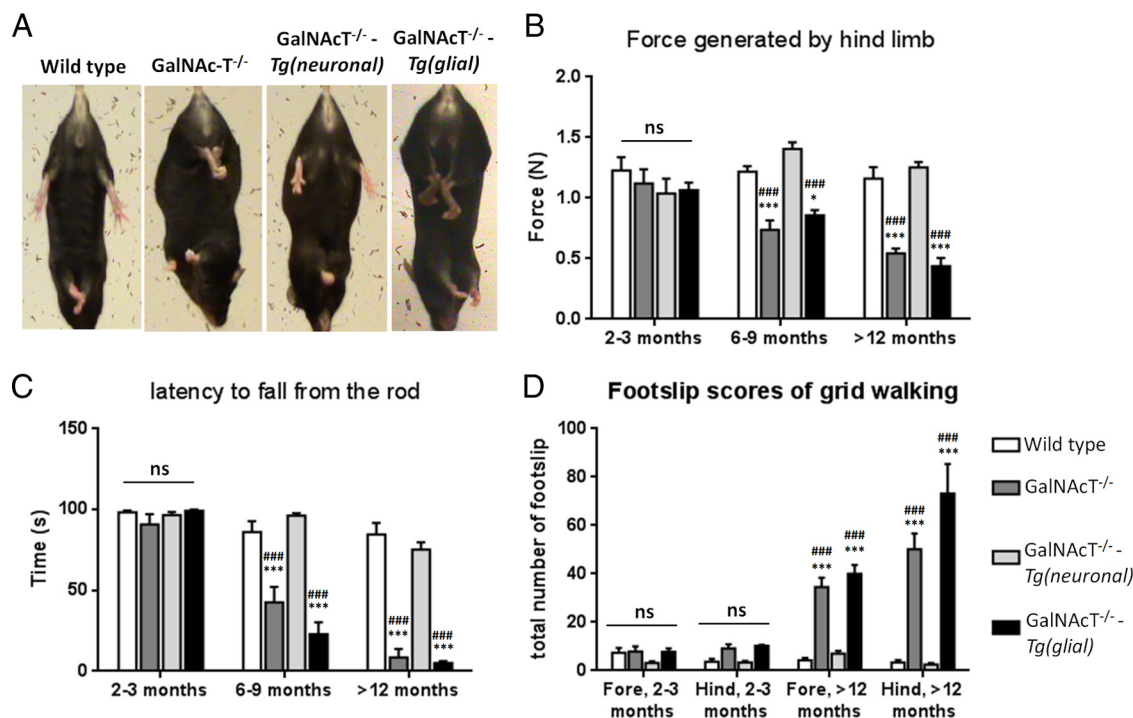 A
Wild type
GalNAc-T-/-
GalNAcT-/- -
Tg(neuronal)
GalNAcT-/- -
Tg(glial)
B
Force generated by hind limb
Force (N)
2.0
1.5
1.0
0.5
0.0
ns
###
***
###
*
###
***
###
***
2-3 months
6-9 months
>12 months
C
latency to fall from the rod
Time (s)
150
100
50
0
ns
###
***
###
***
###
***
###
***
2-3 months
6-9 months
>12 months
D
Footslip scores of grid walking
total number of footslip
100
80
60
40
20
0
ns
ns
###
***
###
***
###
***
###
***
Fore, 2-3
months
Hind, 2-3
months
Fore, >12
months
Hind, >12
months
Wild type
GalNAcT-/-
GalNAcT-/- -
Tg(neuronal)
GalNAcT-/- -
Tg(glial)